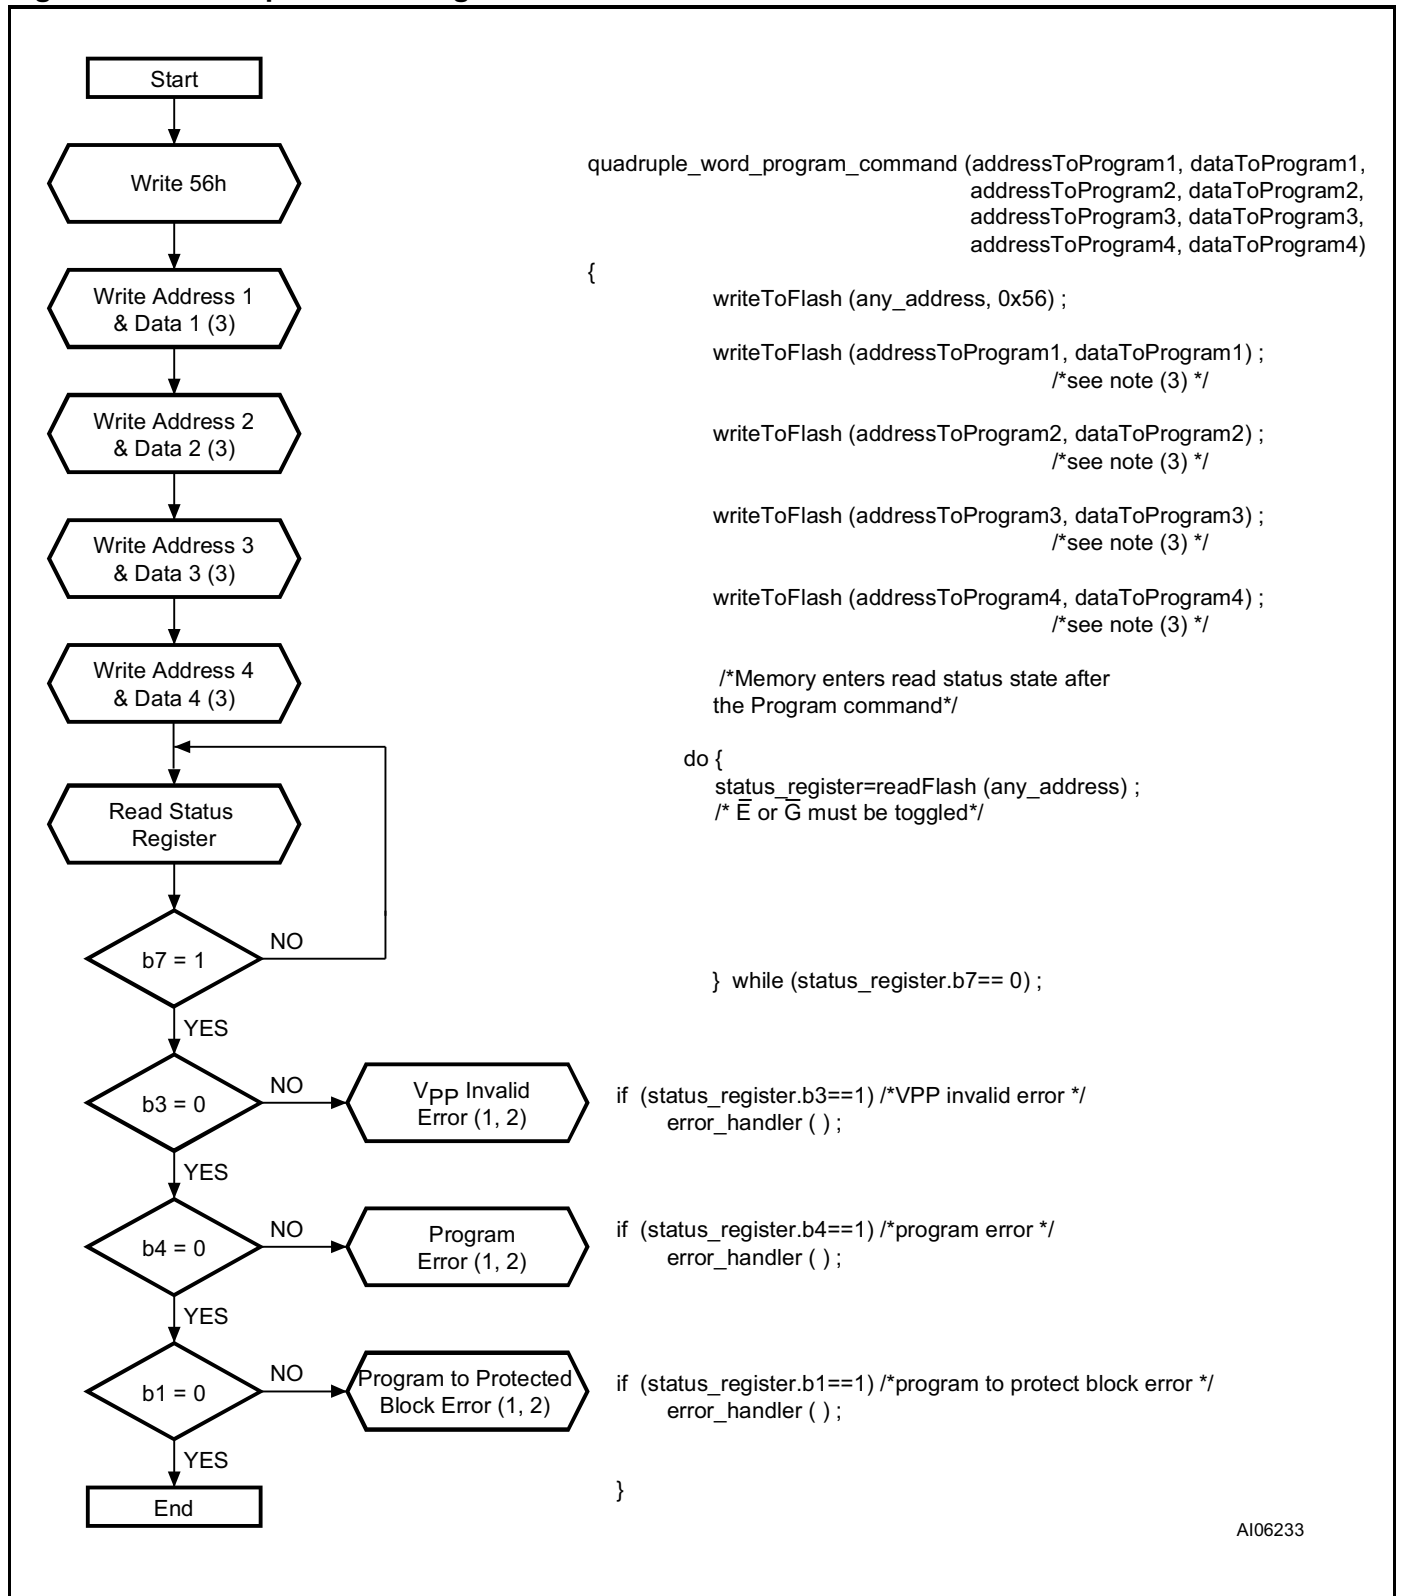 Start
Write 56h
Write Address 1
& Data 1 (3)
Write Address 2
& Data 2 (3)
Write Address 3
& Data 3 (3)
Write Address 4
& Data 4 (3)
Read Status
Register
b7 = 1
NO
YES
b3 = 0
NO
VPP Invalid
Error (1, 2)
YES
b4 = 0
NO
Program
Error (1, 2)
YES
b1 = 0
NO
Program to Protected
Block Error (1, 2)
YES
End
quadruple_word_program_command (addressToProgram1, dataToProgram1,
addressToProgram2, dataToProgram2,
addressToProgram3, dataToProgram3,
addressToProgram4, dataToProgram4)
{
writeToFlash (any_address, 0x56) ;
writeToFlash (addressToProgram1, dataToProgram1) ;
/*see note (3) */
writeToFlash (addressToProgram2, dataToProgram2) ;
/*see note (3) */
writeToFlash (addressToProgram3, dataToProgram3) ;
/*see note (3) */
writeToFlash (addressToProgram4, dataToProgram4) ;
/*see note (3) */
/*Memory enters read status state after
the Program command*/
do {
status_register=readFlash (any_address) ;
/* E̅ or G̅ must be toggled*/
} while (status_register.b7== 0) ;
if (status_register.b3==1) /*VPP invalid error */
error_handler ( ) ;
if (status_register.b4==1) /*program error */
error_handler ( ) ;
if (status_register.b1==1) /*program to protect block error */
error_handler ( ) ;
}
AI06233